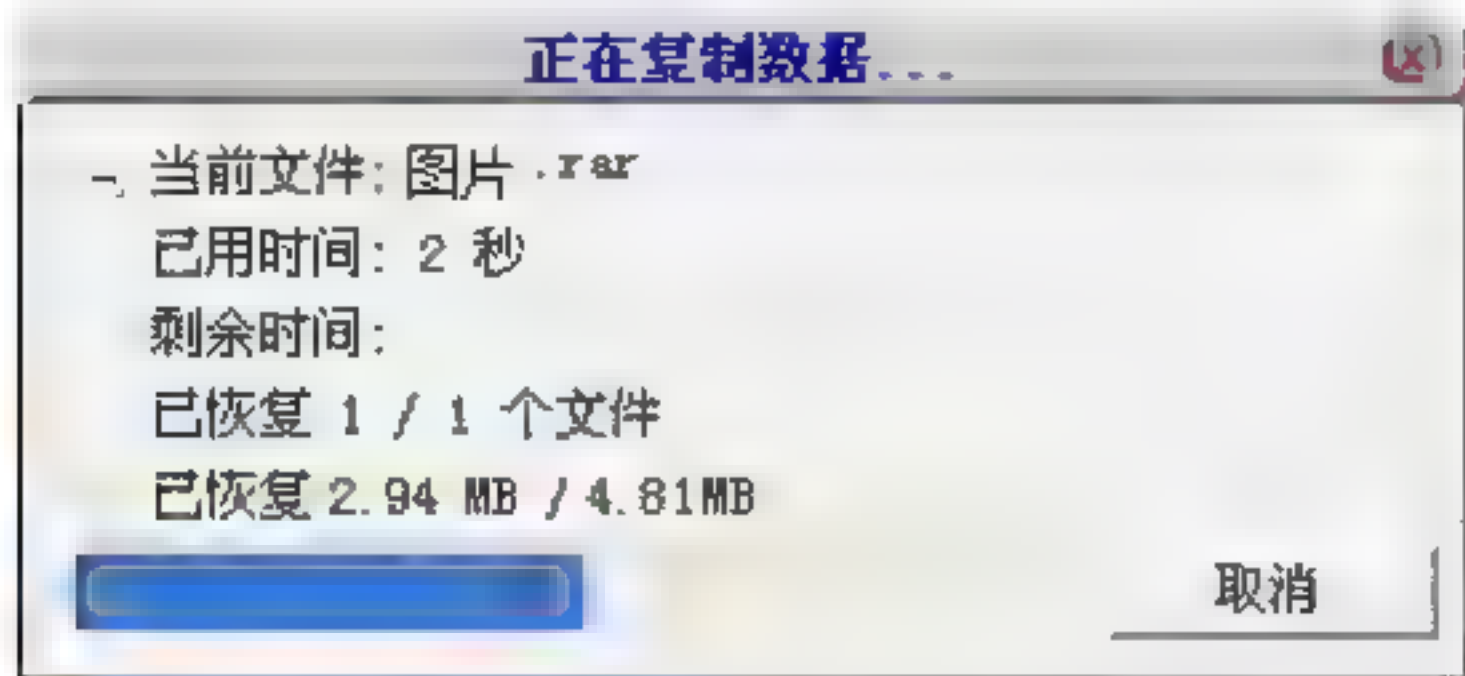 正在复制数据...
当前文件: 图片 .rar
已用时间: 2 秒
剩余时间:
已恢复 1 / 1 个文件
已恢复 2.94 MB / 4.81MB
取消